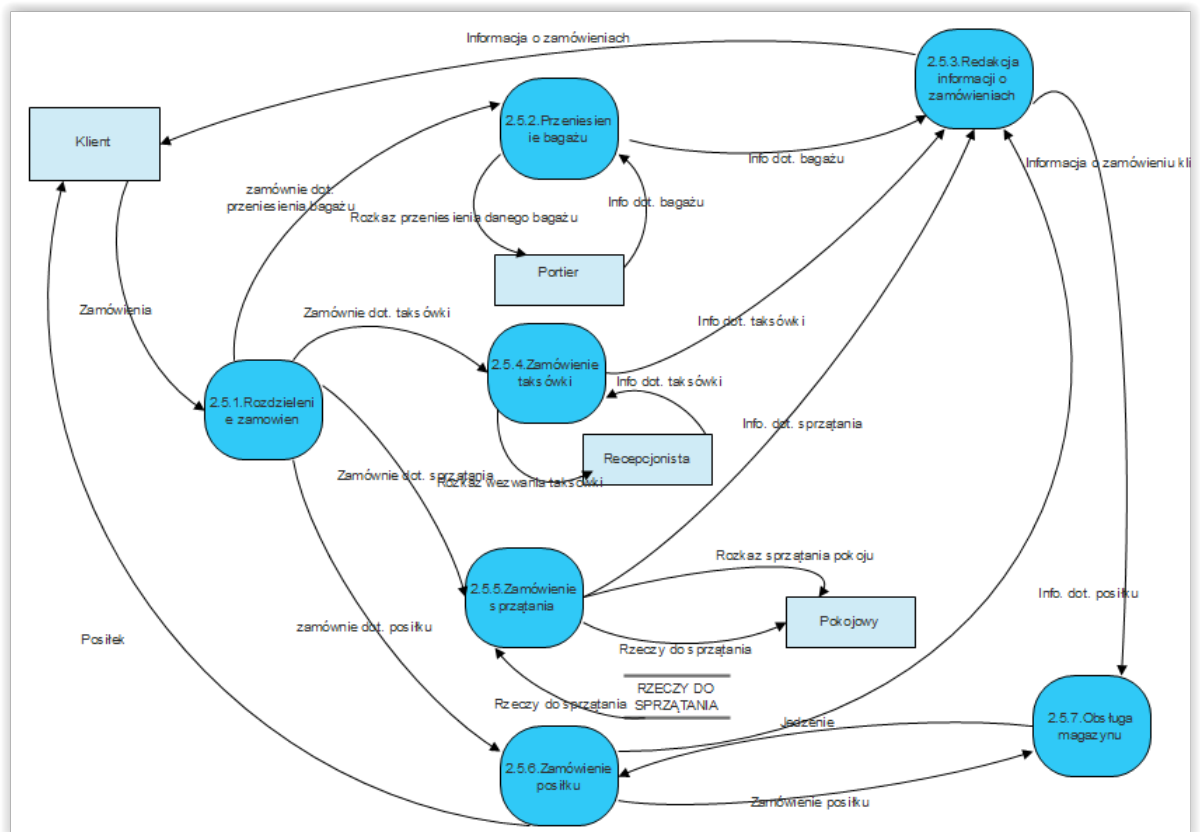 Informacja o zamówieniach
2.5.3.Redakcja
informacji o
zamówieniach
Klient
2.5.2.Przeniesien
ie bagażu
Info dot. bagażu
Informacja o zamówieniu kli
zamównie dot.
przeniesienia bagażu
Rozkaz przeniesienia danego bagażu
Info dot. bagażu
Portier
Zamówienia
Zamównie dot. taksówki
Info dot. taksówki
2.5.4.Zamówienie
taksówki
Info dot. taksówki
2.5.1.Rozdzieleni
e zamowien
Info. dot. sprzątania
Recepcjonista
Zamównie dot. sprzątania
Rozkaz wezwania taksówki
Rozkaz sprzątania pokoju
2.5.5.Zamówienie
sprzątania
Info. dot. posiłku
Pokojowy
zamównie dot. posiłku
Posiłek
Rzeczy do sprzątania
RZECZY DO
SPRZĄTANIA
Rzeczy do sprzątania
Jedzenie
2.5.7.Obsługa
magazynu
2.5.6.Zamówienie
posiłku
Zamówienie posiłku